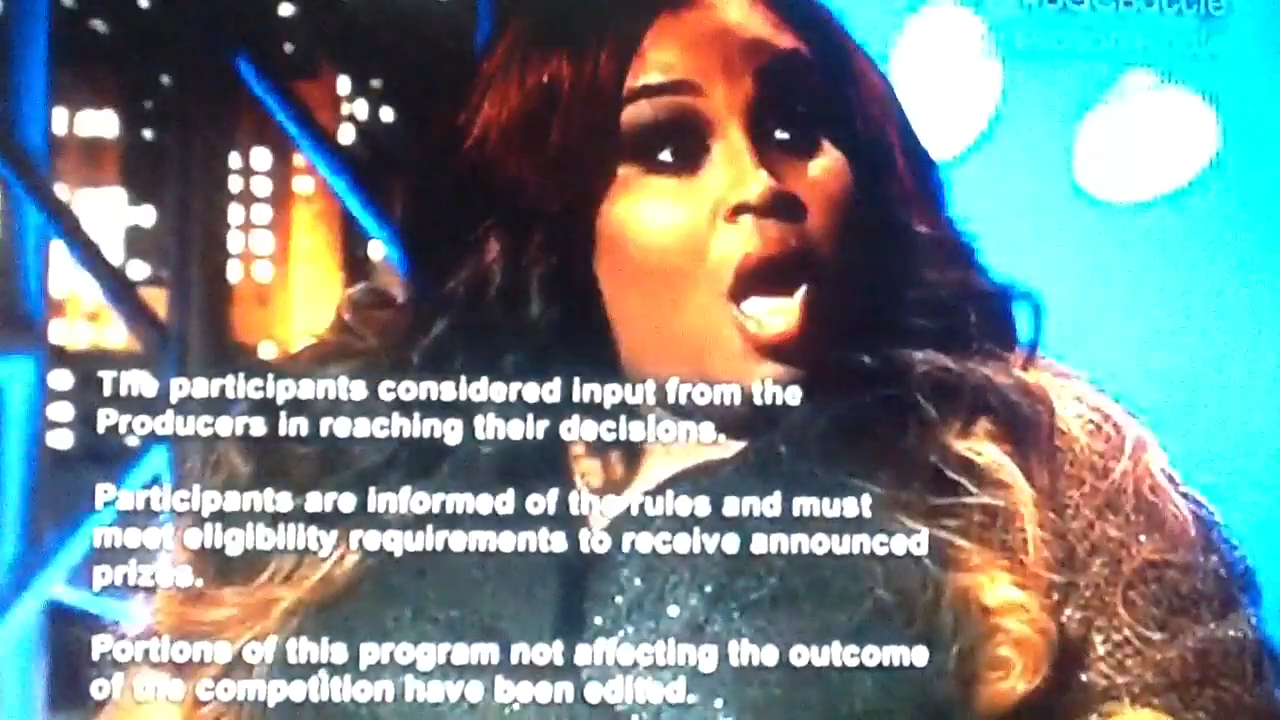 The participants considered input from the
Producers in reaching their decisions.
Participants are informed of the rules and must
meet eligibility requirements to receive announced
prizes.
Portions of this program not affecting the outcome
of the competition have been edited.